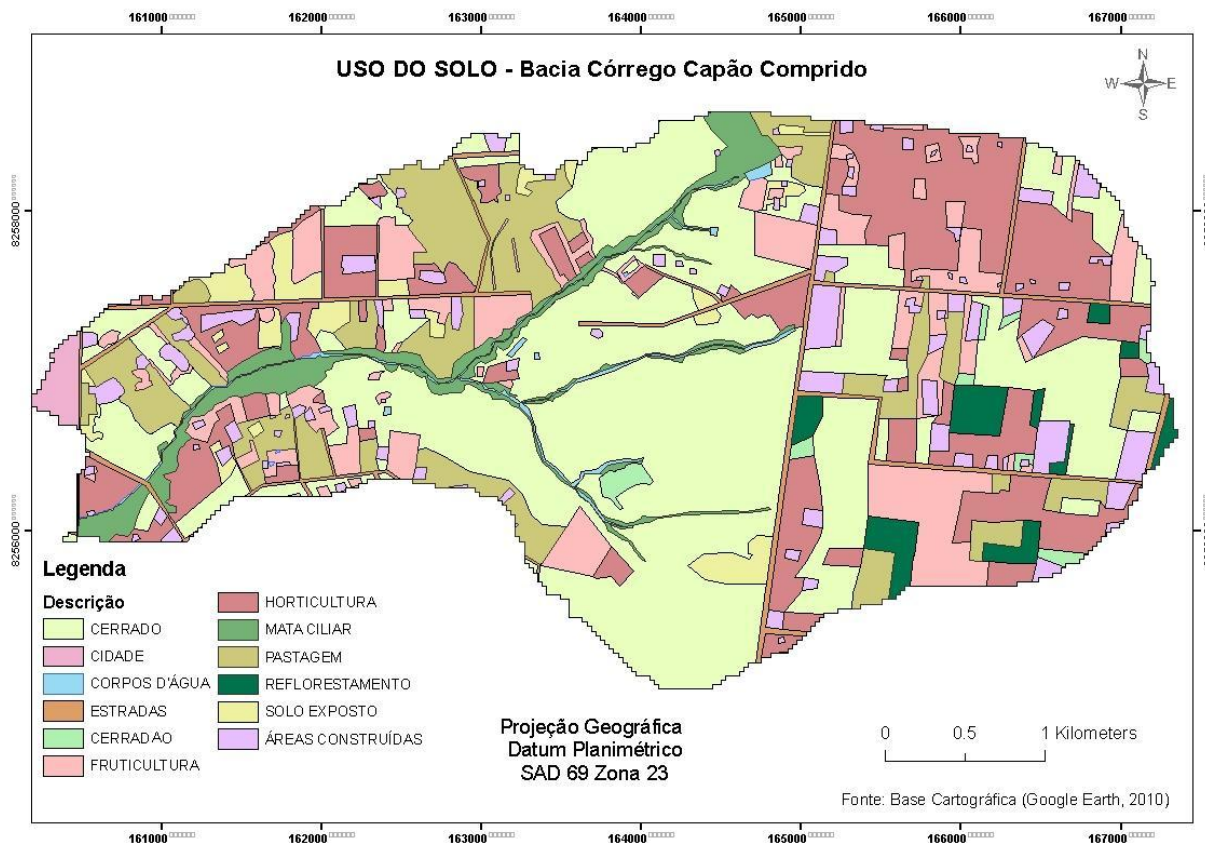 161000 162000 163000 164000 165000 166000 167000
USO DO SOLO - Bacia Córrego Capão Comprido
N
W E
S
8258000
8256000
Legenda
Descrição
CERRADO
CIDADE
CORPOS D'ÁGUA
ESTRADAS
CERRADAO
FRUTICULTURA
HORTICULTURA
MATA CILIAR
PASTAGEM
REFLORESTAMENTO
SOLO EXPOSTO
ÁREAS CONSTRUÍDAS
Projeção Geográfica
Datum Planimétrico
SAD 69 Zona 23
0 0.5 1 Kilometers
Fonte: Base Cartográfica (Google Earth, 2010)
161000 162000 163000 164000 165000 166000 167000